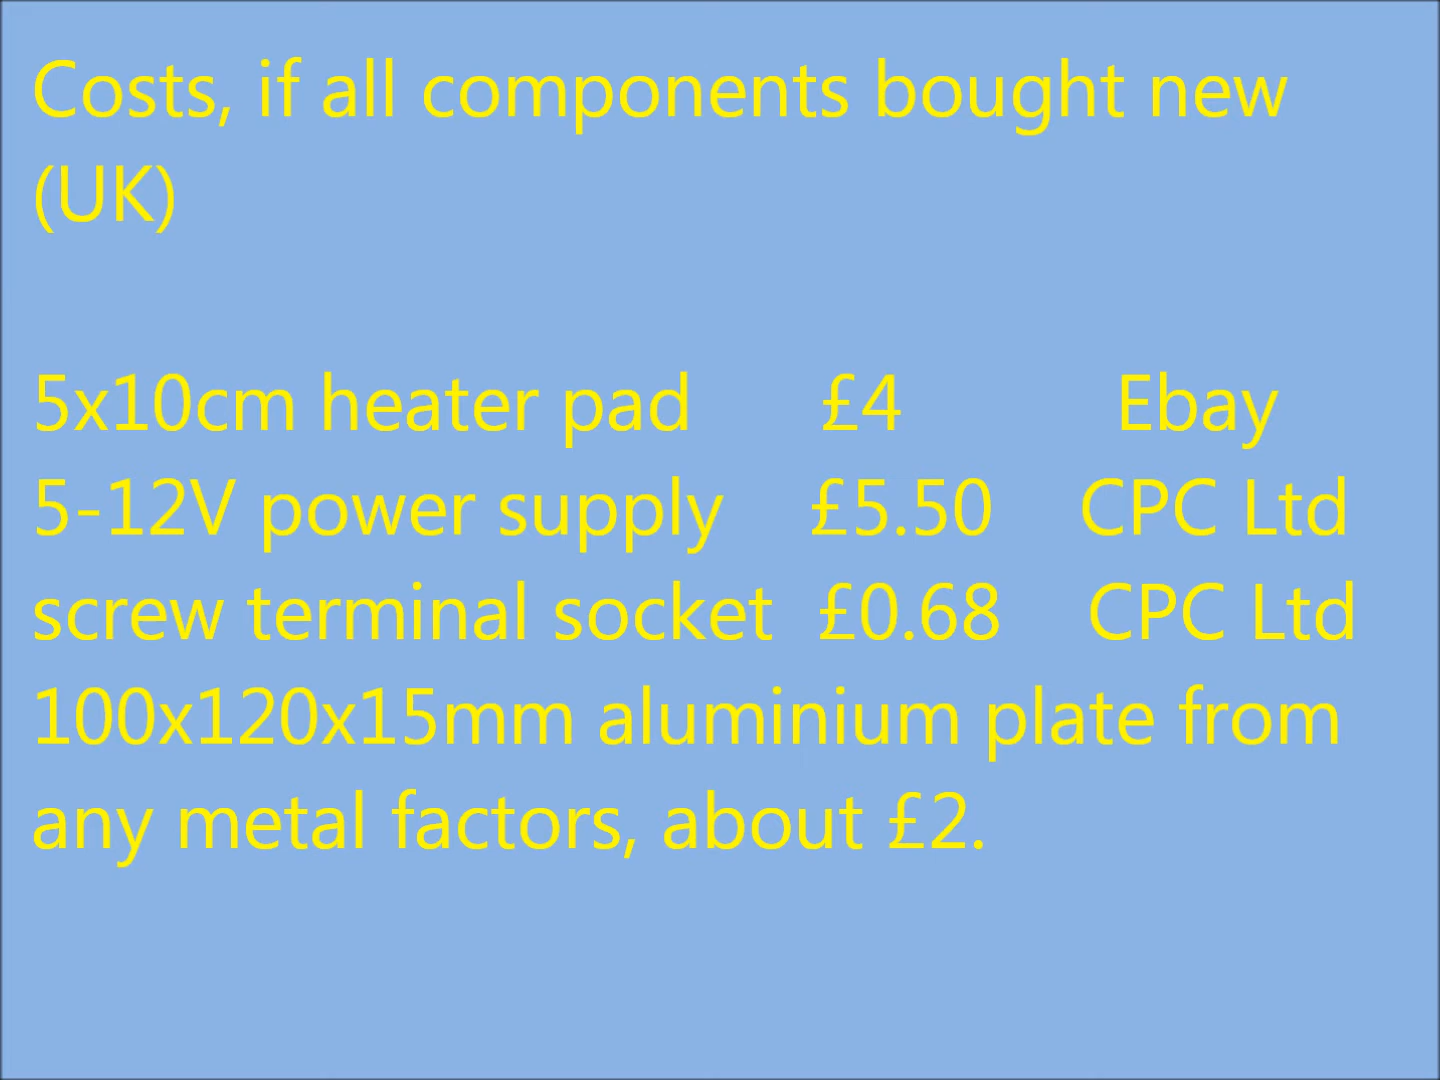 Costs, if all components bought new
(UK)
5x10cm heater pad £4 Ebay
5-12V power supply £5.50 CPC Ltd
screw terminal socket £0.68 CPC Ltd
100x120x15mm aluminium plate from
any metal factors, about £2.